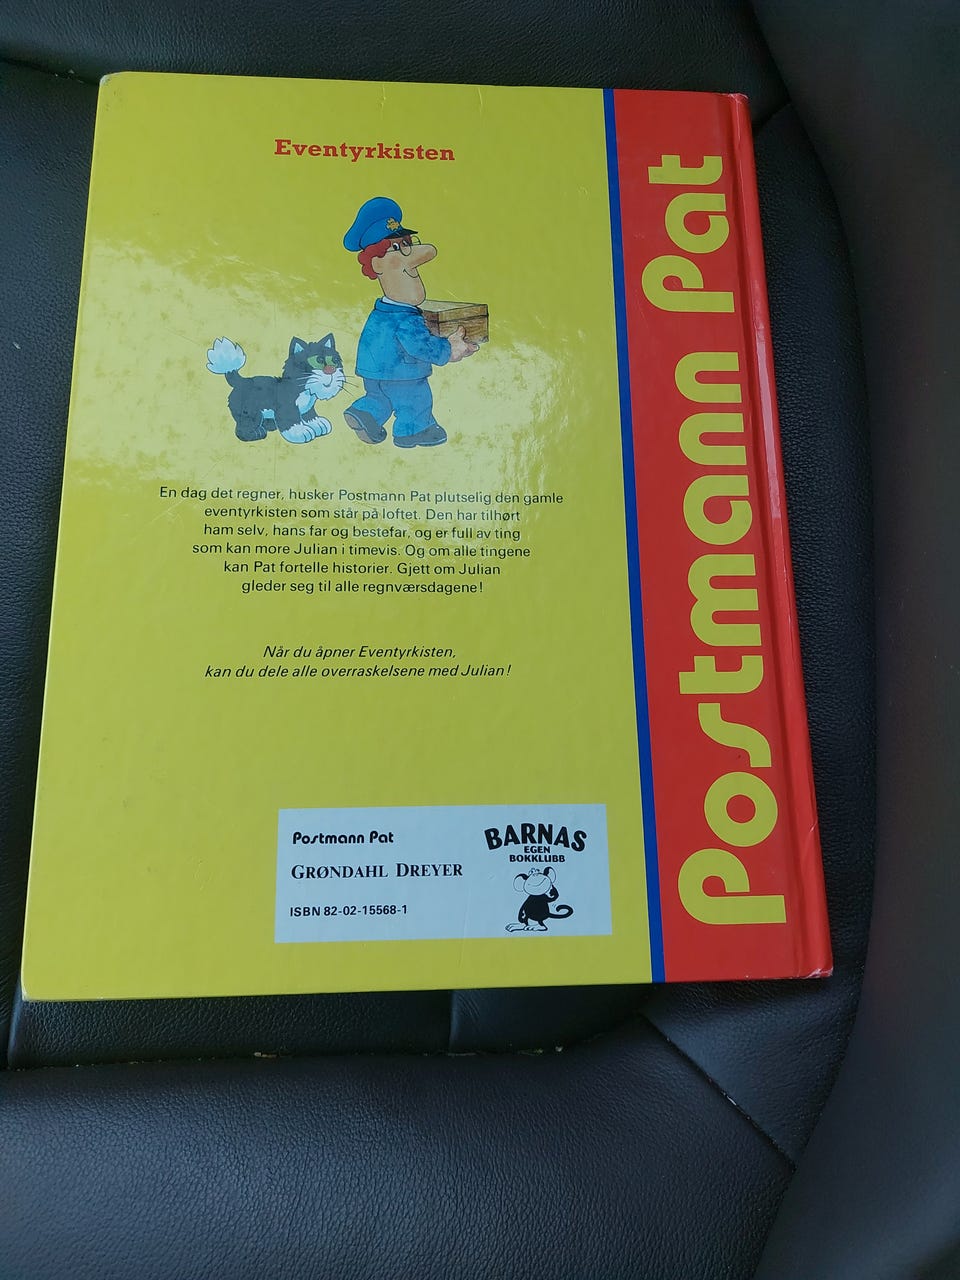 Eventyrkisten
En dag det regner, husker Postmann Pat plutselig den gamle
eventyrkisten som står på loftet. Den har tilhørt
ham selv, hans far og bestefar, og er full av ting
som kan more Julian i timevis. Og om alle tingene
kan Pat fortelle historier. Gjett om Julian
gleder seg til alle regnværsdagene!
Når du åpner Eventyrkisten,
kan du dele alle overraskelsene med Julian!
Postmann Pat
GRØNDAHL DREYER
ISBN 82-02-15568-1
BARNAS
EGEN
BOKKLUBB
Postmann Pat